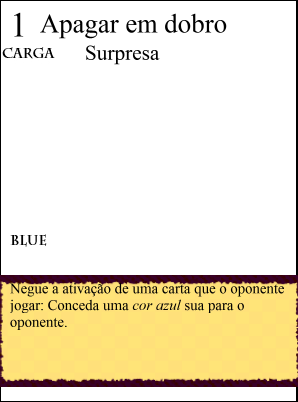 1 Apagar em dobro
CARGA Surpresa
BLUE
Negue a ativação de uma carta que o oponente
jogar: Conceda uma cor azul sua para o
oponente.